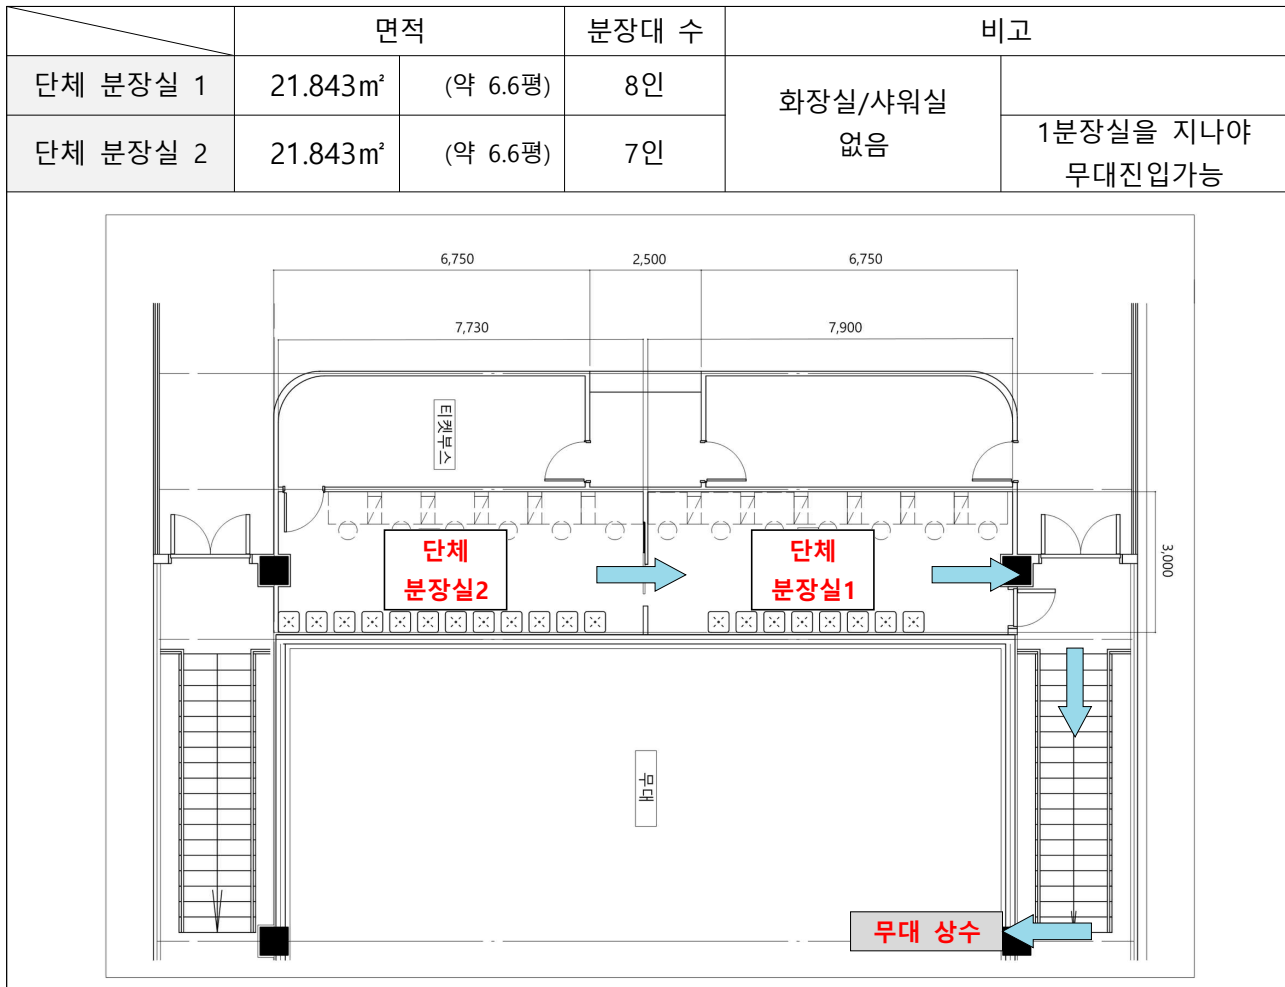 면적 분장대 수 비고
단체 분장실 1 21.843㎡ (약 6.6평) 8인 화장실/샤워실 없음
단체 분장실 2 21.843㎡ (약 6.6평) 7인 1분장실을 지나야
무대진입가능
6,750 2,500 6,750
7,730 7,900
티켓부스
단체
분장실2
단체
분장실1
3,000
무대
무대 상수